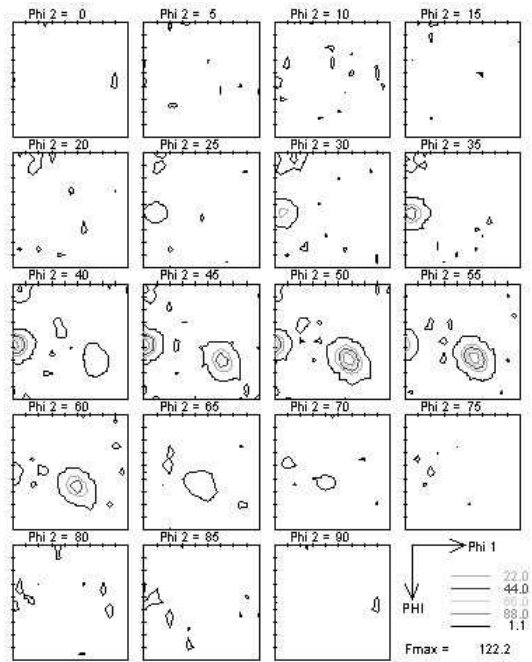 Phi 2 = 0 Phi 2 = 5 Phi 2 = 10 Phi 2 = 15
Phi 2 = 20 Phi 2 = 25 Phi 2 = 30 Phi 2 = 35
Phi 2 = 40 Phi 2 = 45 Phi 2 = 50 Phi 2 = 55
Phi 2 = 60 Phi 2 = 65 Phi 2 = 70 Phi 2 = 75
Phi 2 = 80 Phi 2 = 85 Phi 2 = 90
Phi 1
PHI
22.0
44.0
88.0
1.1
Fmax = 122.2